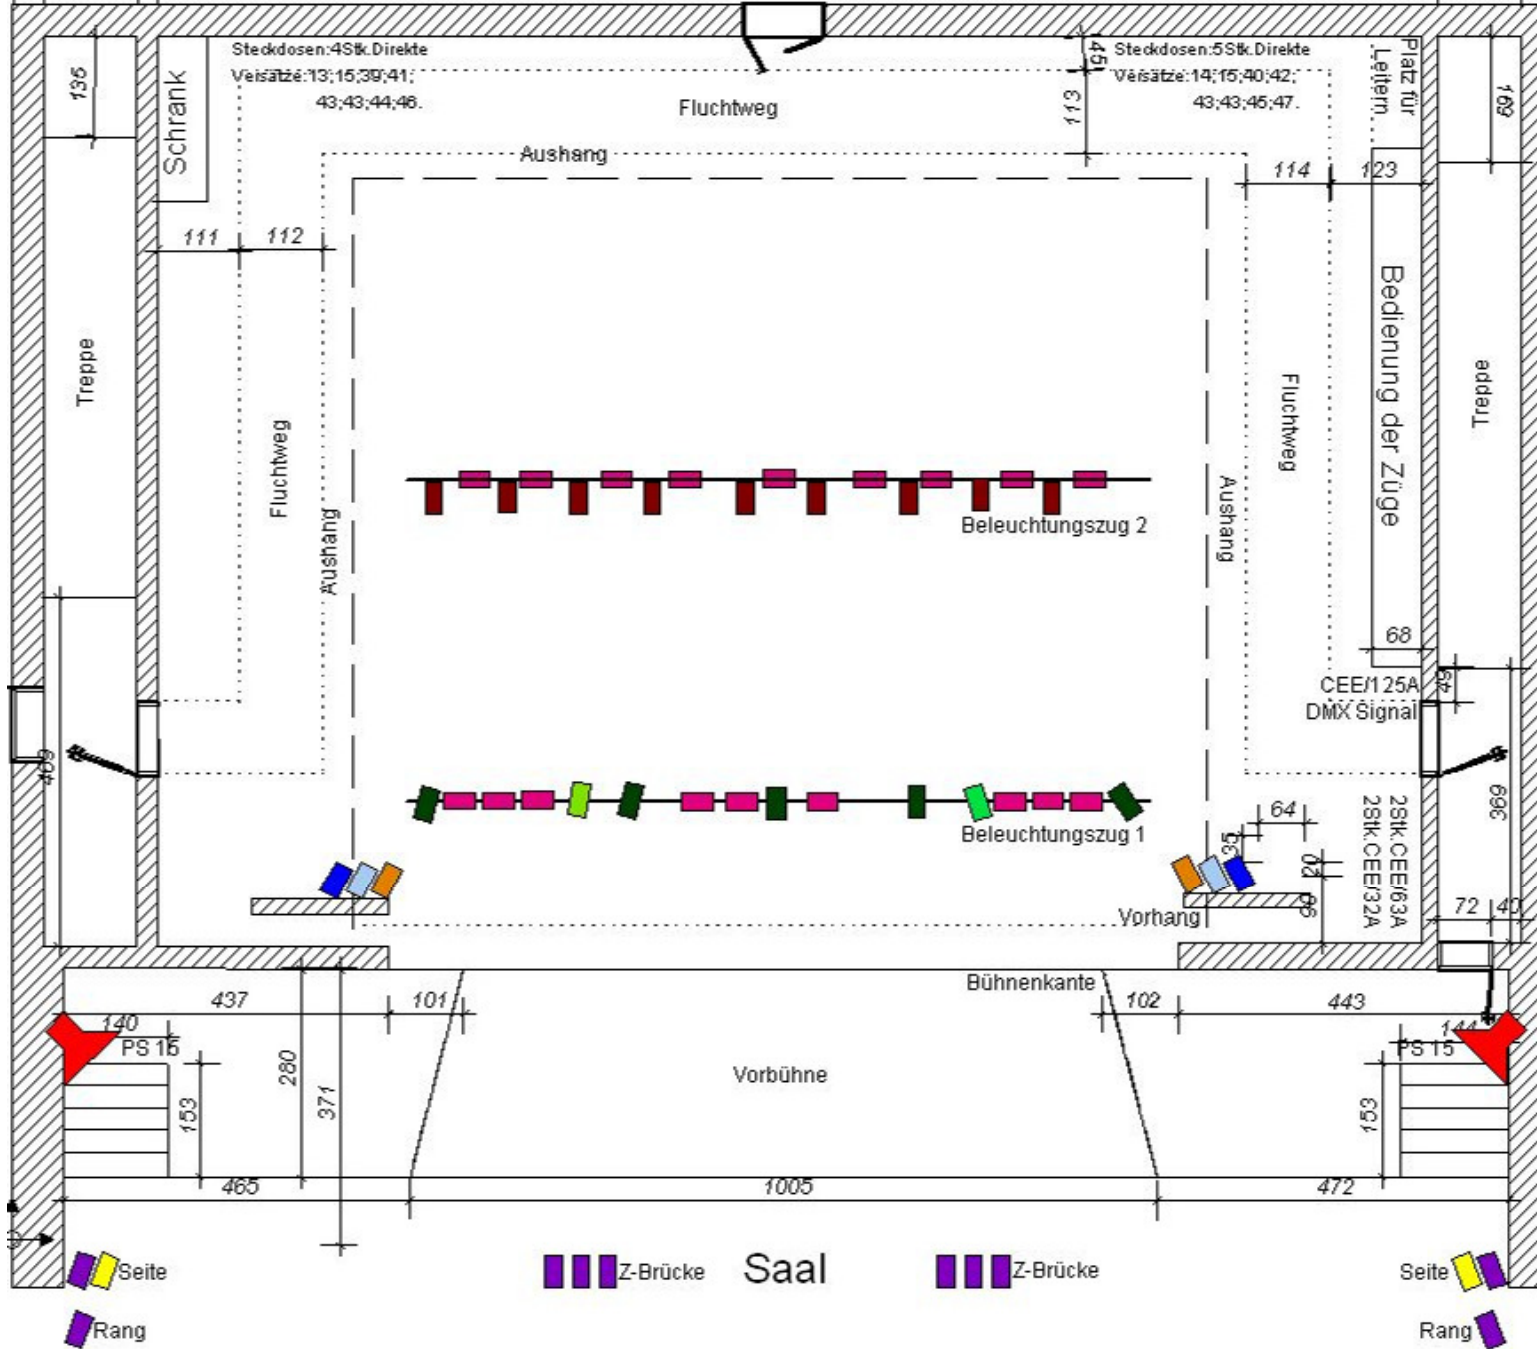 Steckdosen:4Stk.Direkte
Versätze:13;15;39;41;
43;43;44;46.
Steckdosen:5Stk.Direkte
Versätze:14;15;40;42;
43;43;45;47.
Platz für
Leitern
135
Schrank
45
113
169
Fluchtweg
Aushang
114
123
111
112
Treppe
Fluchtweg
Aushang
Bedienung der Züge
Fluchtweg
Aushang
Treppe
Beleuchtungszug 2
68
CEE/125A
DMX Signal
49
409
399
Beleuchtungszug 1
64
35
20
90
2Stk.CEE/63A
2Stk.CEE/32A
72
40
Vorhang
Bühnenkante
437
101
102
443
140
PS 15
144
PS 15
280
371
153
153
Vorbühne
465
1005
472
Seite
Z-Brücke
Saal
Z-Brücke
Seite
Rang
Rang